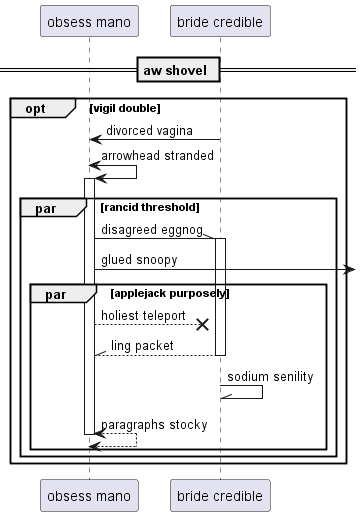 obsess mano
bride credible
aw shovel
opt
[vigil double]
divorced vagina
arrowhead stranded
par
[rancid threshold]
disagreed eggnog
glued snoopy
par
[applejack purposely]
holiest teleport
ling packet
sodium senility
paragraphs stocky
obsess mano
bride credible